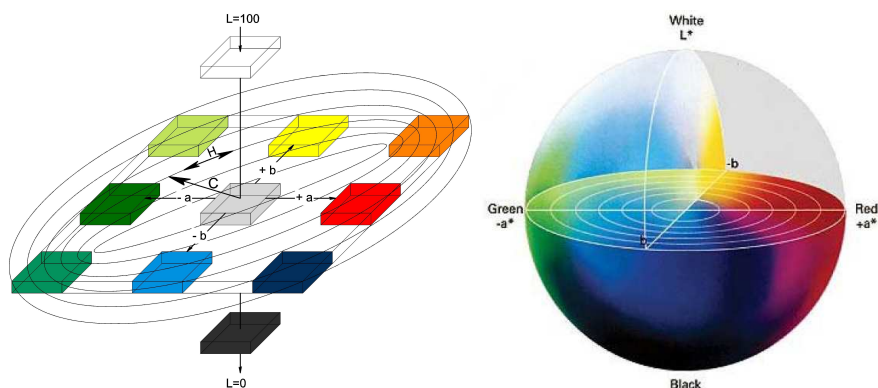 L=100
H
+ b
C
- a
+ a
- b
L=0
White
L*
-b
Green
-a*
Red
+a*
b
Black